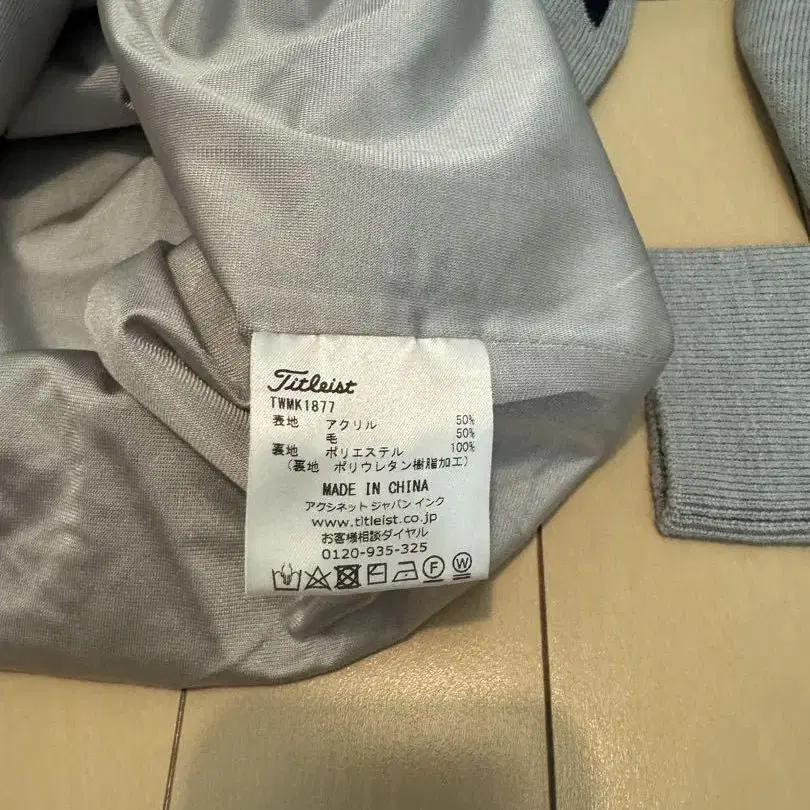 Titleist
TWMK1877
表地 アクリル 50%
毛 50%
裏地 ポリエステル 100%
(裏地 ポリウレタン樹脂加工)
MADE IN CHINA
アクシネット ジャパン インク
www.titleist.co.jp
お客様相談ダイヤル
0120-935-325
F W